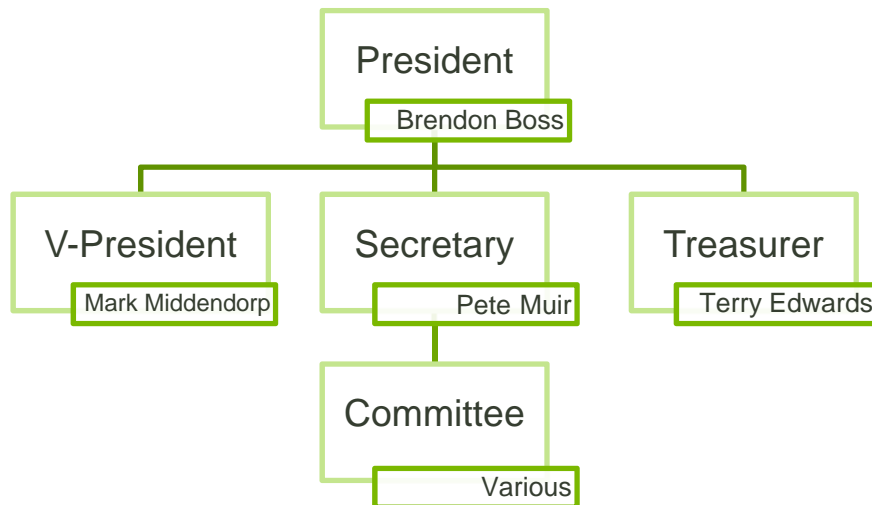 President
Brendon Boss
V-President
Mark Middendorp
Secretary
Pete Muir
Treasurer
Terry Edwards
Committee
Various